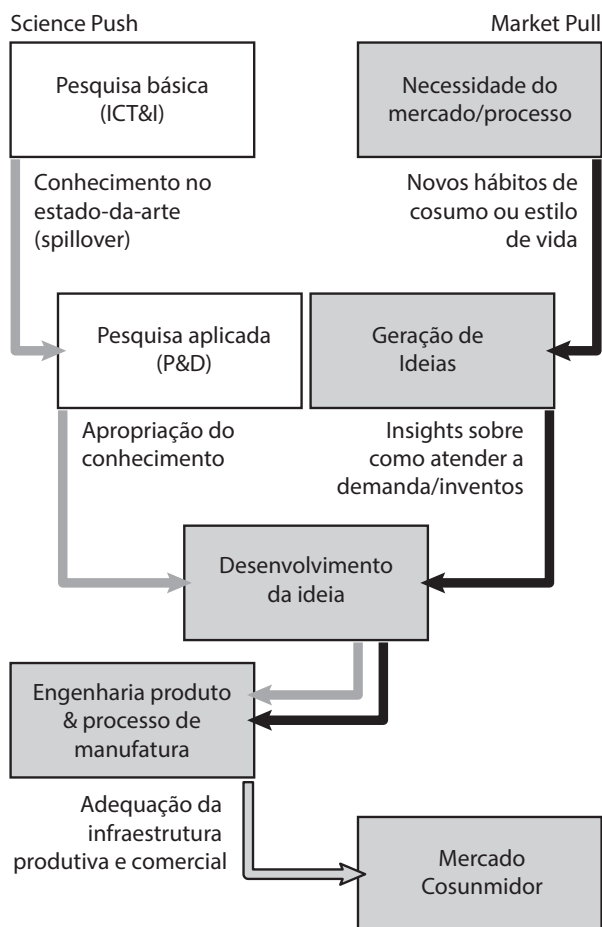 Science Push
Market Pull
Pesquisa básica
(ICT&I)
Necessidade do
mercado/processo
Conhecimento no
estado-da-arte
(spillover)
Novos hábitos de
cosumo ou estilo
de vida
Pesquisa aplicada
(P&D)
Geração de
Ideias
Apropriação do
conhecimento
Insights sobre
como atender a
demanda/inventos
Desenvolvimento
da ideia
Engenharia produto
& processo de
manufatura
Adequação da
infraestrutura
produtiva e comercial
Mercado
Cosunmidor